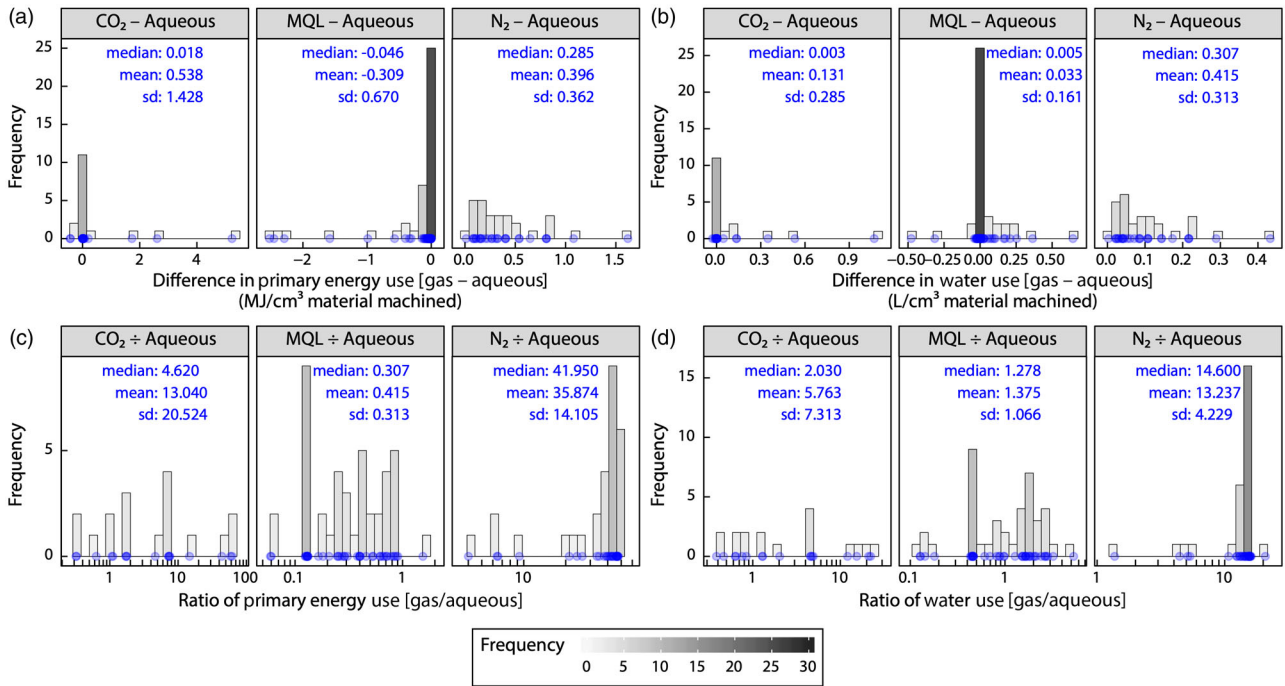 (a)
CO₂ – Aqueous
MQL – Aqueous
N₂ – Aqueous
median: 0.018
mean: 0.538
sd: 1.428
median: -0.046
mean: -0.309
sd: 0.670
median: 0.285
mean: 0.396
sd: 0.362
Frequency
25
20
15
10
5
0
0 2 4
−2 −1 0
0.0 0.5 1.0 1.5
Difference in primary energy use [gas – aqueous]
(MJ/cm³ material machined)
(b)
CO₂ – Aqueous
MQL – Aqueous
N₂ – Aqueous
median: 0.003
mean: 0.131
sd: 0.285
median: 0.005
mean: 0.033
sd: 0.161
median: 0.307
mean: 0.415
sd: 0.313
Frequency
25
20
15
10
5
0
0.0 0.3 0.6 0.9
−0.50 −0.25 0.00 0.25 0.50
0.0 0.1 0.2 0.3 0.4
Difference in water use [gas – aqueous]
(L/cm³ material machined)
(c)
CO₂ ÷ Aqueous
MQL ÷ Aqueous
N₂ ÷ Aqueous
median: 4.620
mean: 13.040
sd: 20.524
median: 0.307
mean: 0.415
sd: 0.313
median: 41.950
mean: 35.874
sd: 14.105
Frequency
5
0
1 10 100
0.1 1
10
Ratio of primary energy use [gas/aqueous]
(d)
CO₂ ÷ Aqueous
MQL ÷ Aqueous
N₂ ÷ Aqueous
median: 2.030
mean: 5.763
sd: 7.313
median: 1.278
mean: 1.375
sd: 1.066
median: 14.600
mean: 13.237
sd: 4.229
Frequency
15
10
5
0
1 10
0.1 1
1 10
Ratio of water use [gas/aqueous]
Frequency
0 5 10 15 20 25 30